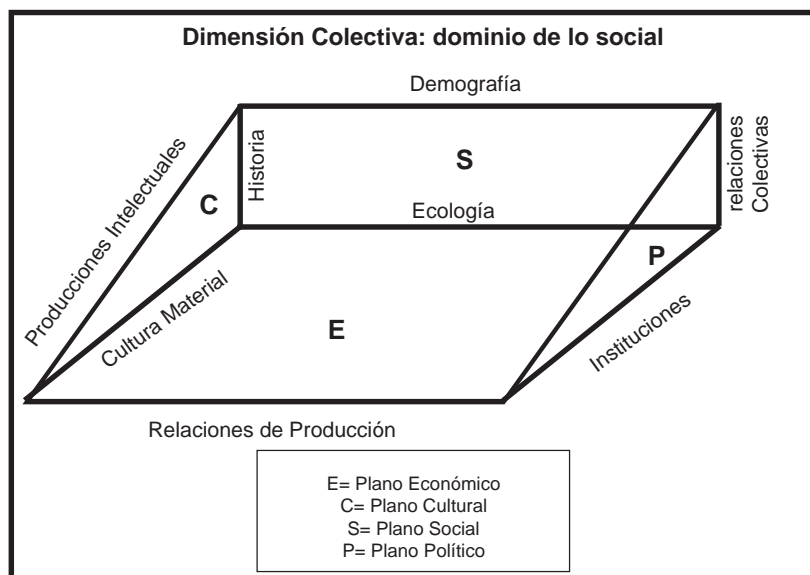 Dimensión Colectiva: dominio de lo social
Demografía
Producciones Intelectuales
Historia
S
relaciones
Colectivas
C
Ecología
P
Cultura Material
E
Instituciones
Relaciones de Producción
E= Plano Económico
C= Plano Cultural
S= Plano Social
P= Plano Político